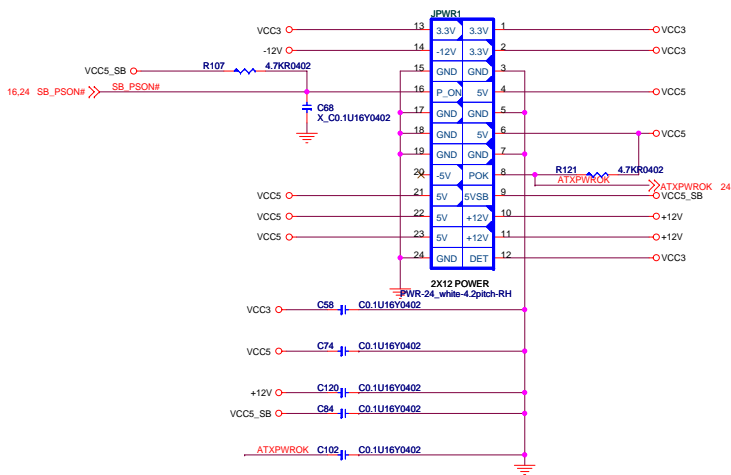 JPWR1
VCC3 13 3.3V 3.3V 1 VCC3
-12V 14 -12V 3.3V 2 VCC3
VCC5_SB R107 4.7KR0402 15 GND GND 3
16,24 SB_PSON# SB_PSON# 16 P_ON 5V 4 VCC5
C68
X_C0.1U16Y0402
17 GND GND 5
18 GND 5V 6 VCC5
19 GND GND 7
20 -5V POK 8 R121 4.7KR0402
ATXPWROK ATXPWROK 24
VCC5 21 5V 5VSB 9 VCC5_SB
VCC5 22 5V +12V 10 +12V
VCC5 23 5V +12V 11 +12V
24 GND DET 12 VCC3
2X12 POWER
PWR-24_white-4.2pitch-RH
VCC3 C58 C0.1U16Y0402
VCC5 C74 C0.1U16Y0402
+12V C120 C0.1U16Y0402
VCC5_SB C84 C0.1U16Y0402
ATXPWROK C102 C0.1U16Y0402